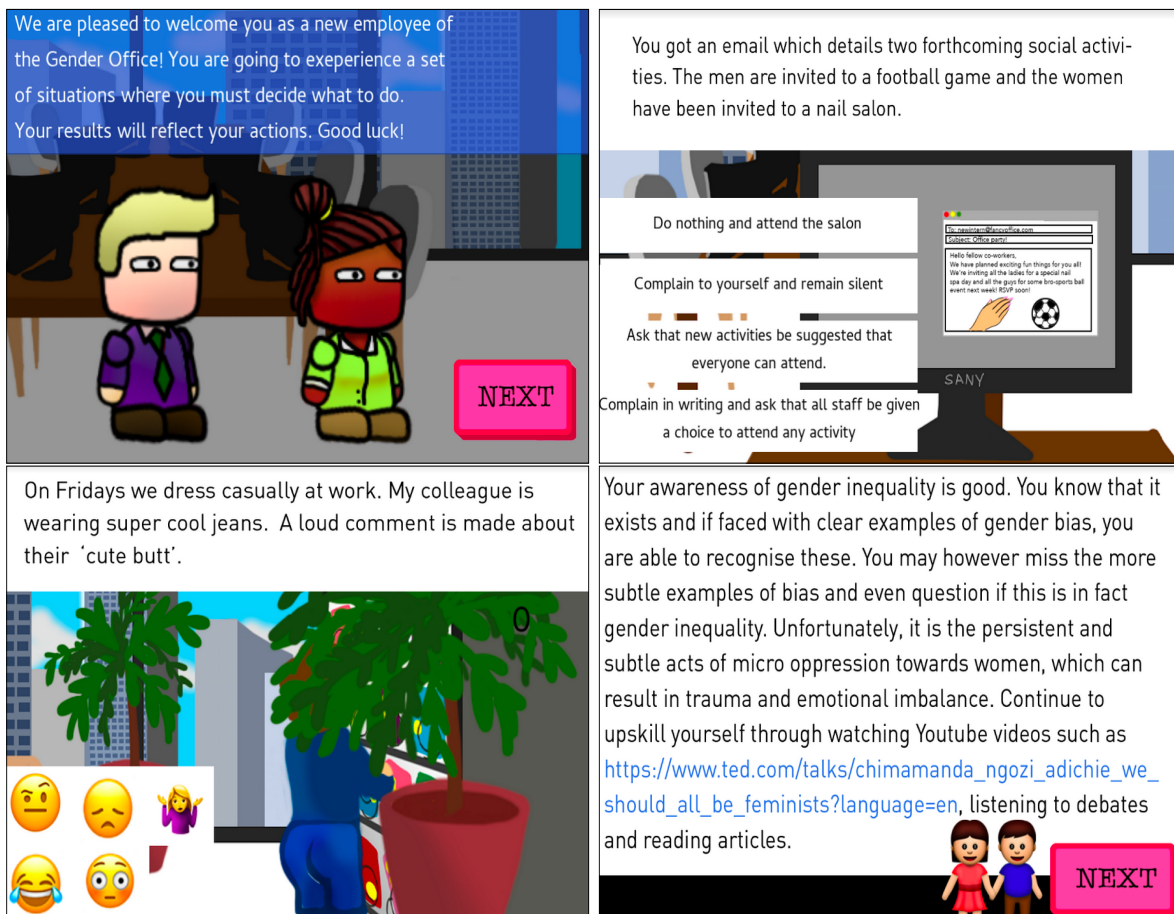 We are pleased to welcome you as a new employee of
the Gender Office! You are going to exeperience a set
of situations where you must decide what to do.
Your results will reflect your actions. Good luck!
NEXT
You got an email which details two forthcoming social activi-
ties. The men are invited to a football game and the women
have been invited to a nail salon.
Do nothing and attend the salon
Complain to yourself and remain silent
Ask that new activities be suggested that
everyone can attend.
Complain in writing and ask that all staff be given
a choice to attend any activity
To: newintern@fancyoffice.com
Subject: Office party!
Hello fellow co-workers,
We have planned exciting fun things for you all!
We're inviting all the ladies for a special nail
spa day and all the guys for some bro-sports ball
event next week! RSVP soon!
SANY
On Fridays we dress casually at work. My colleague is
wearing super cool jeans. A loud comment is made about
their ‘cute butt’.
0
Your awareness of gender inequality is good. You know that it
exists and if faced with clear examples of gender bias, you
are able to recognise these. You may however miss the more
subtle examples of bias and even question if this is in fact
gender inequality. Unfortunately, it is the persistent and
subtle acts of micro oppression towards women, which can
result in trauma and emotional imbalance. Continue to
upskill yourself through watching Youtube videos such as
https://www.ted.com/talks/chimamanda_ngozi_adichie_we_
should_all_be_feminists?language=en, listening to debates
and reading articles.
NEXT